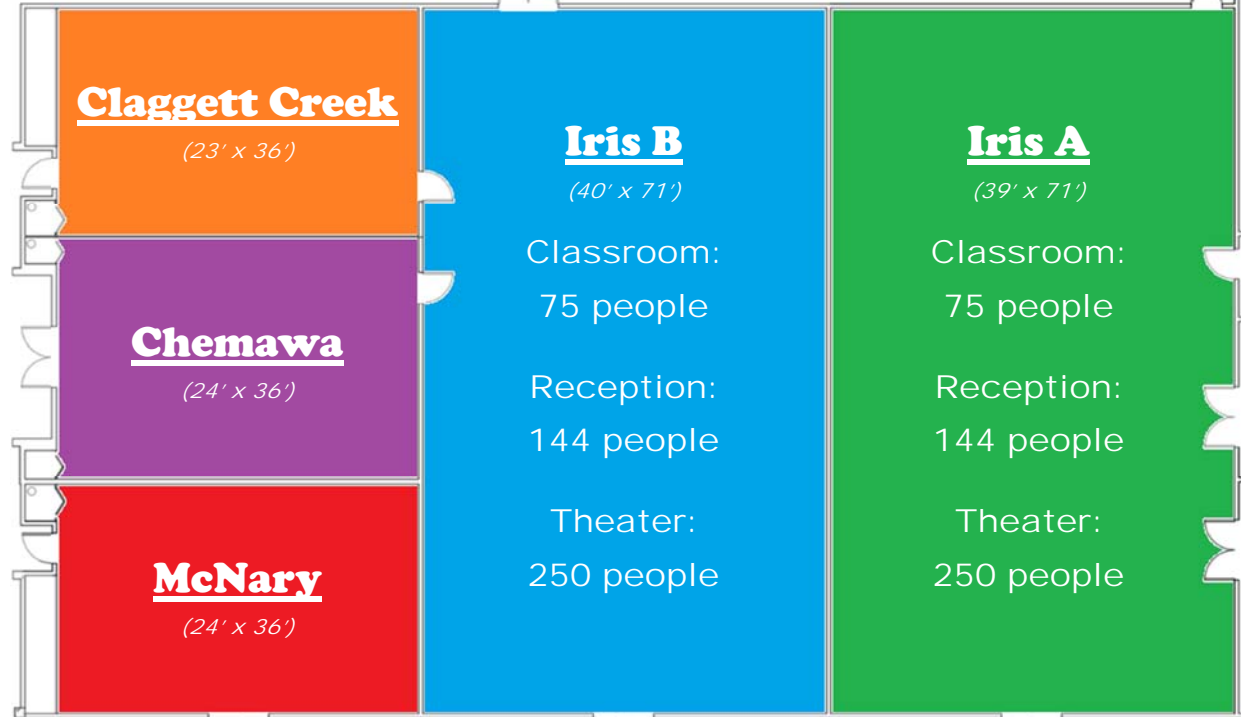 Claggett Creek
(23’ x 36’)
Chemawa
(24’ x 36’)
McNary
(24’ x 36’)
Iris B
(40’ x 71’)
Classroom:
75 people
Reception:
144 people
Theater:
250 people
Iris A
(39’ x 71’)
Classroom:
75 people
Reception:
144 people
Theater:
250 people